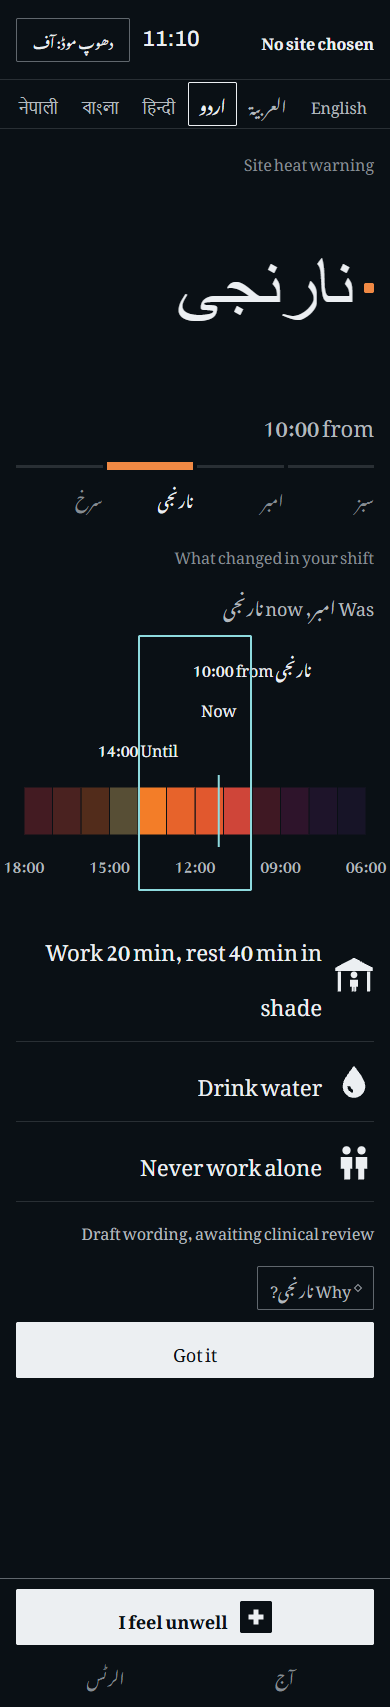 No site chosen
11:10
دھوپ موڈ: آف
English
العربية
اردو
हिन्दी
বাংলা
नेपाली
Site heat warning
نارنجی
10:00 from
سبز
امبر
نارنجی
سرخ
What changed in your shift
Was امبر, now نارنجی
10:00 from نارنجی
Now
14:00 Until
18:00 15:00 12:00 09:00 06:00
Work 20 min, rest 40 min in
shade
Drink water
Never work alone
Draft wording, awaiting clinical review
Why نارنجی?
Got it
I feel unwell
آج
الرٹس